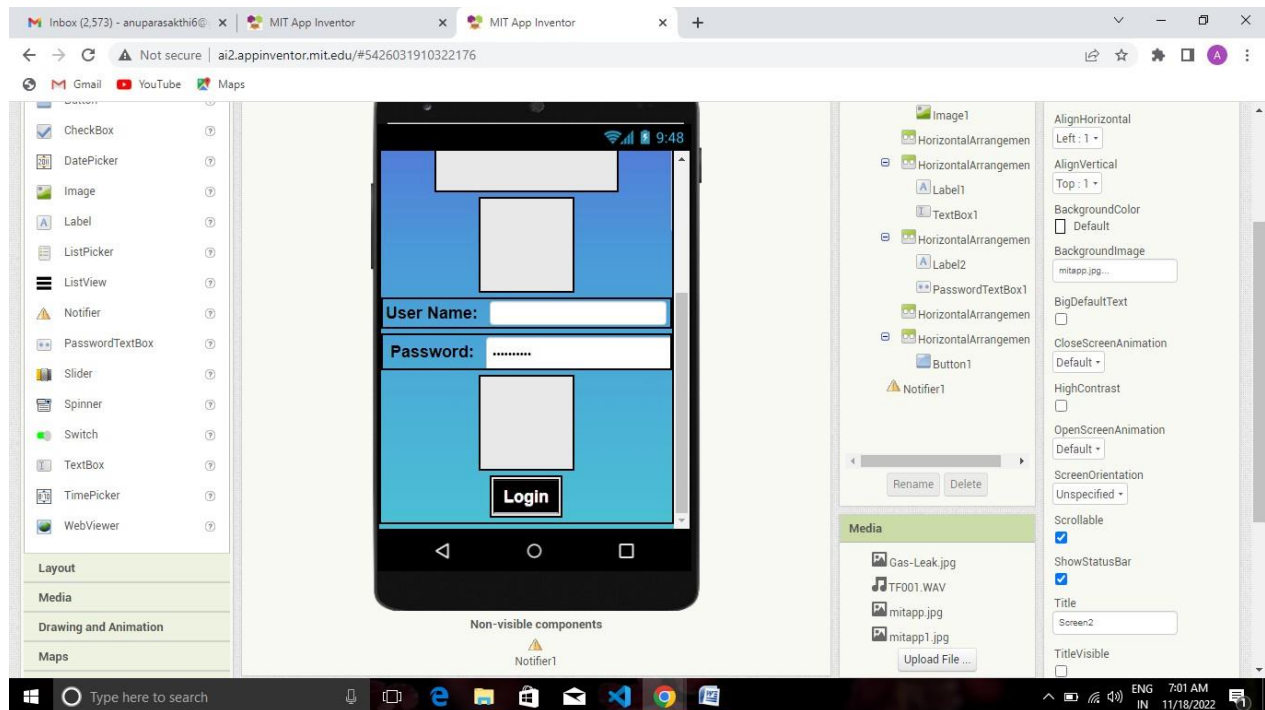 Inbox (2,573) - anuparasakthi6@
MIT App Inventor
MIT App Inventor
Not secure
ai2.appinventor.mit.edu/#5426031910322176
A
Gmail
YouTube
Maps
CheckBox
DatePicker
Image
Label
ListPicker
ListView
Notifier
PasswordTextBox
Slider
Spinner
Switch
TextBox
TimePicker
WebViewer
Layout
Media
Drawing and Animation
Maps
9:48
User Name:
Password:
Login
Non-visible components
Notifier1
Image1
HorizontalArrangemen
HorizontalArrangemen
Label1
TextBox1
HorizontalArrangemen
Label2
PasswordTextBox1
HorizontalArrangemen
HorizontalArrangemen
Button1
Notifier1
Rename
Delete
Media
Gas-Leak.jpg
TF001.WAV
mitapp.jpg
mitapp1.jpg
Upload File ...
AlignHorizontal
Left : 1
AlignVertical
Top : 1
BackgroundColor
Default
BackgroundImage
mitapp.jpg...
BigDefaultText
CloseScreenAnimation
Default
HighContrast
OpenScreenAnimation
Default
ScreenOrientation
Unspecified
Scrollable
ShowStatusBar
Title
Screen2
TitleVisible
Type here to search
ENG
IN
7:01 AM
11/18/2022